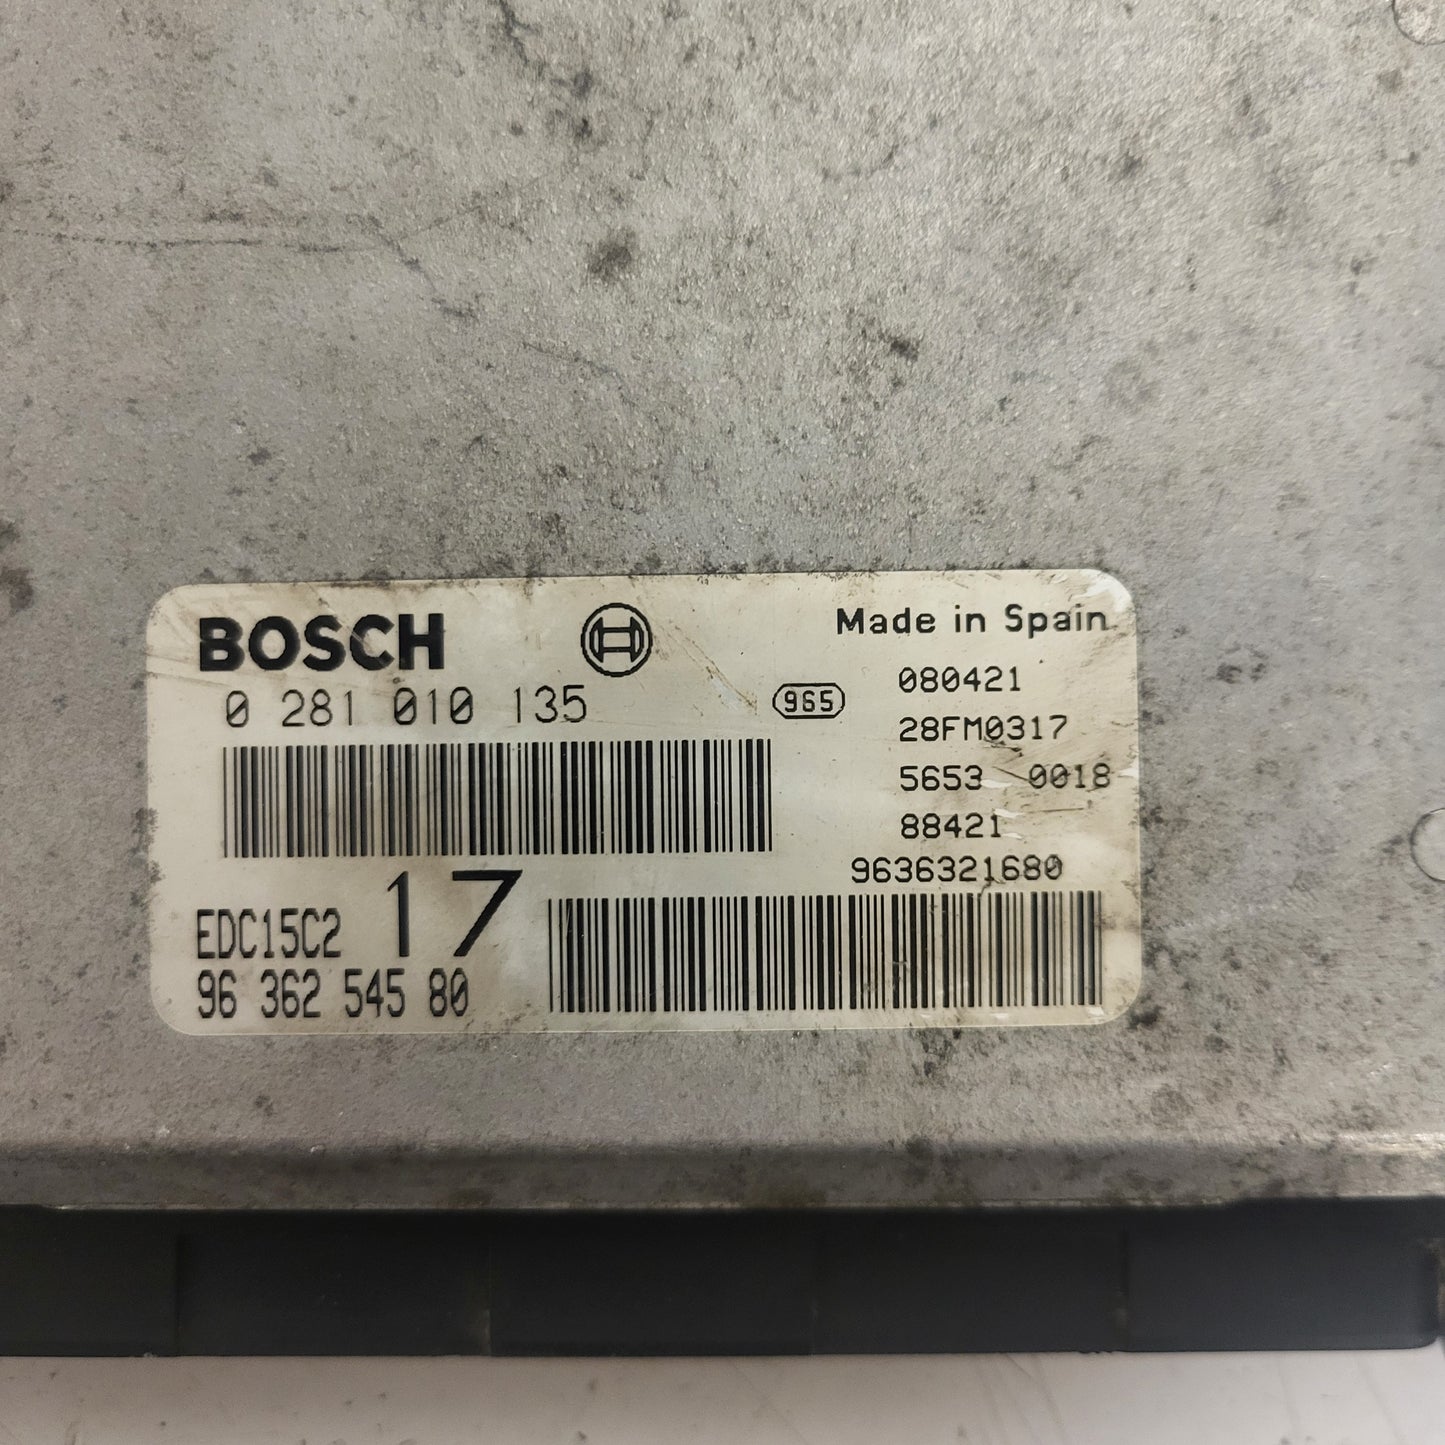 BOSCH
Made in Spain
0 281 010 135
965
080421
28FM0317
5653 0018
88421
9636321680
EDC15C2 17
96 362 545 80